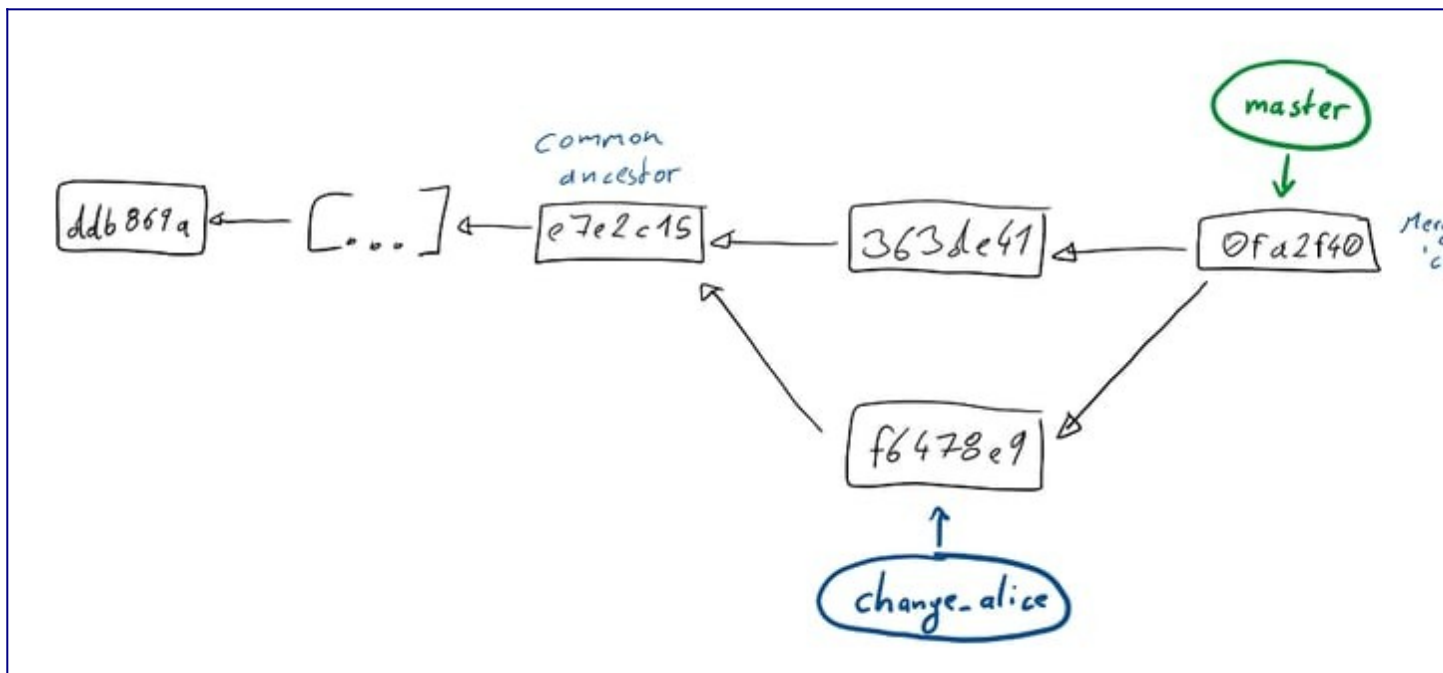 master
common
ancestor
ddb869a
[...]
e7e2c15
363de41
0fa2f40
f6478e9
change_alice